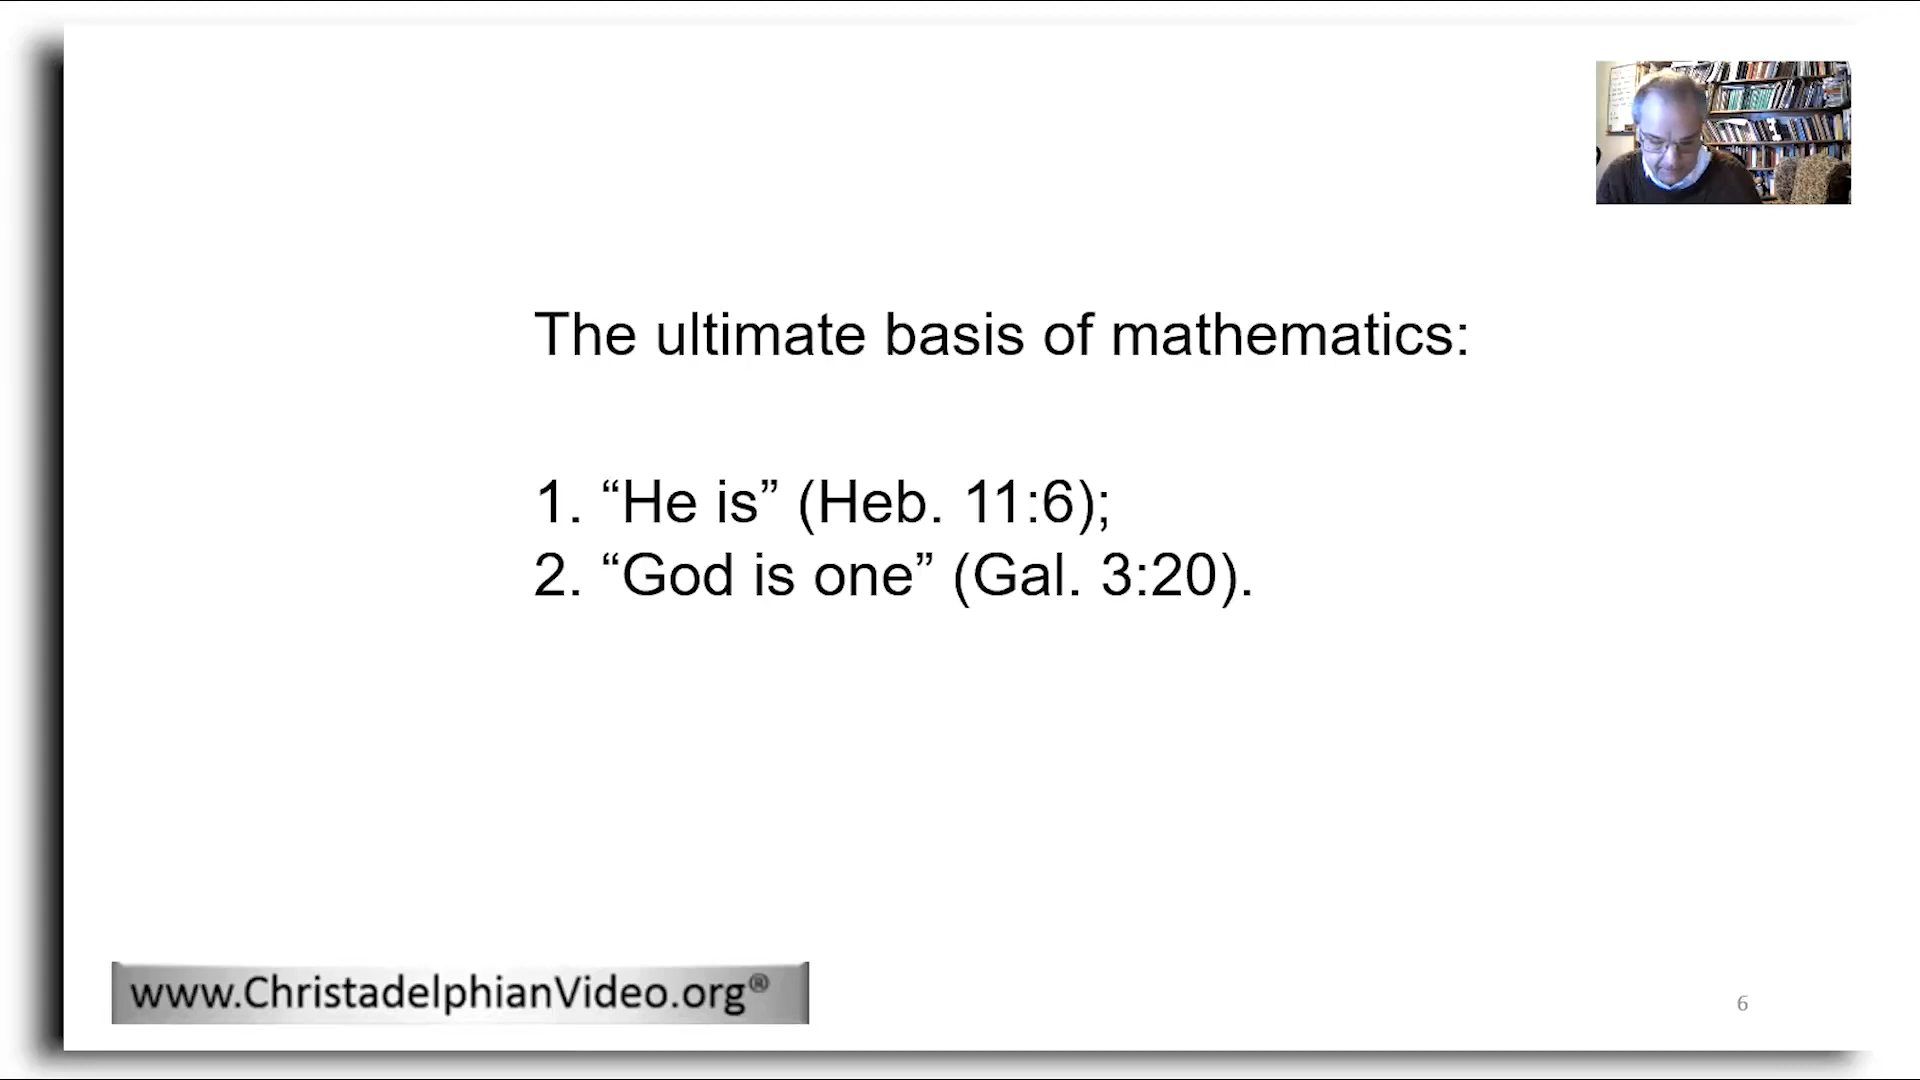 The ultimate basis of mathematics:
1. “He is” (Heb. 11:6);
2. “God is one” (Gal. 3:20).
www.ChristadelphianVideo.org®
6